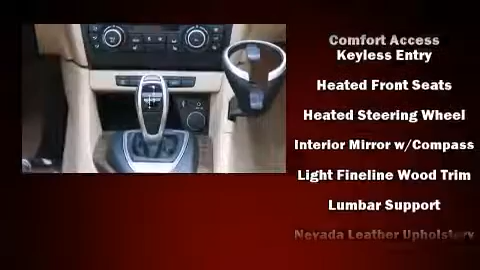 Comfort Access
Keyless Entry
Heated Front Seats
Heated Steering Wheel
Interior Mirror w/Compass
Light Fineline Wood Trim
Lumbar Support
Nevada Leather Upholstery